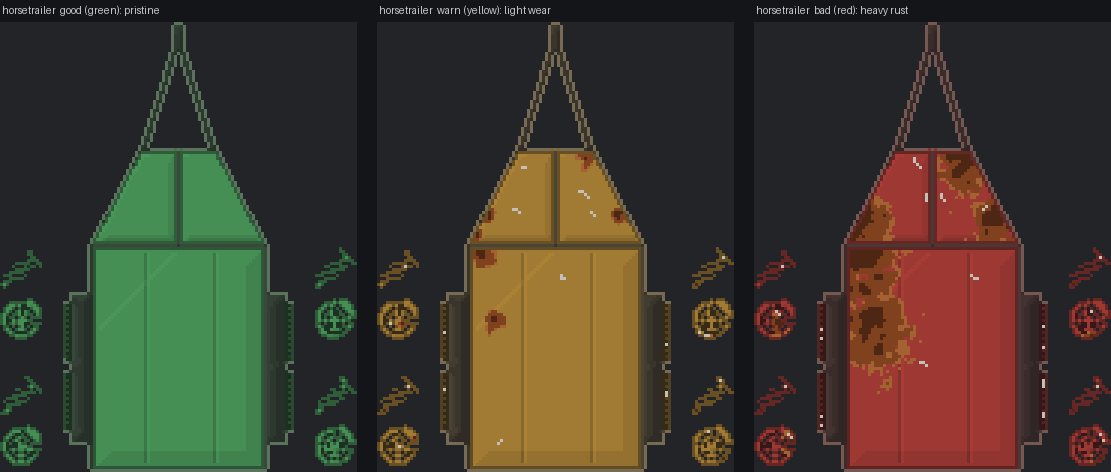 horsetrailer good (green): pristine
horsetrailer warn (yellow): light wear
horsetrailer bad (red): heavy rust